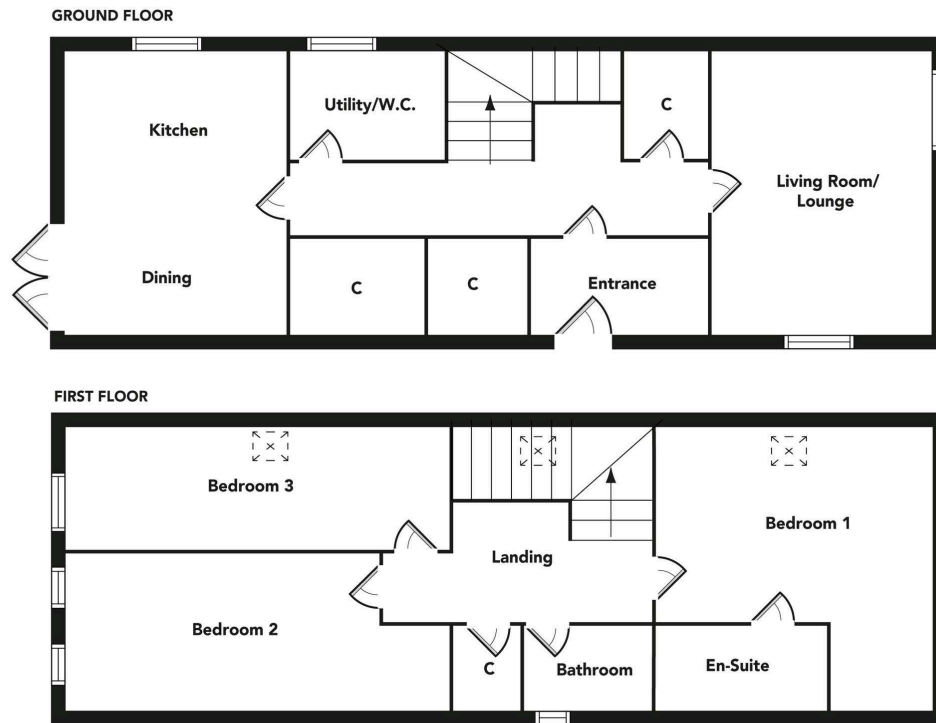 GROUND FLOOR
Utility/W.C.
C
Kitchen
Living Room/
Lounge
Dining
C
C
Entrance
FIRST FLOOR
Bedroom 3
Bedroom 1
Landing
Bedroom 2
C
Bathroom
En-Suite